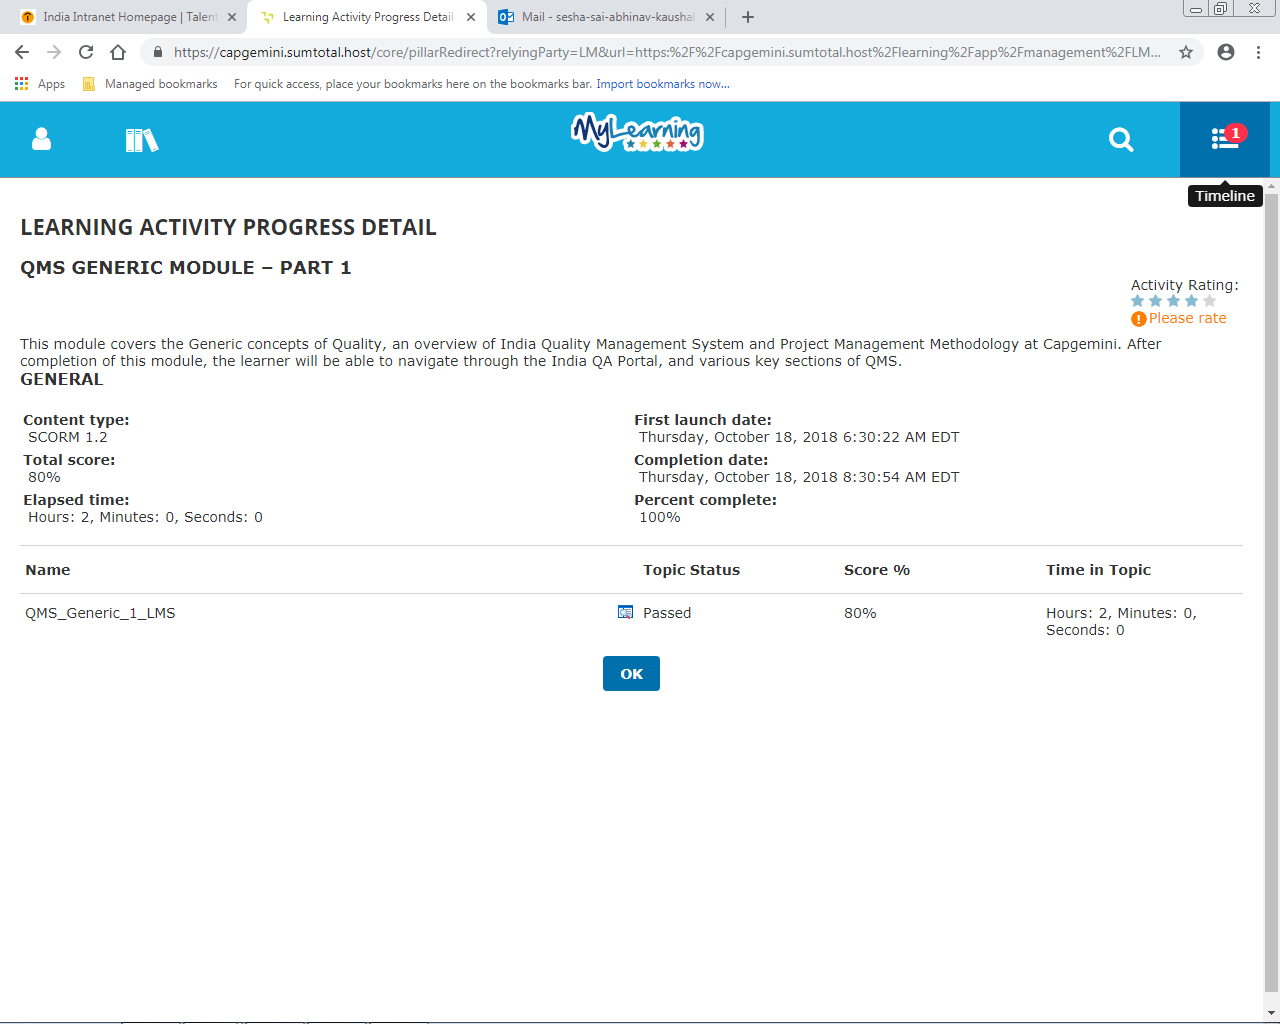 India Intranet Homepage | Talent
Learning Activity Progress Detail
Mail - sesha-sai-abhinav-kaushal
https://capgemini.sumtotal.host/core/pillarRedirect?relyingParty=LM&url=https:%2F%2Fcapgemini.sumtotal.host%2Flearning%2Fapp%2Fmanagement%2FLM...
Apps
Managed bookmarks
For quick access, place your bookmarks here on the bookmarks bar. Import bookmarks now...
MyLearning
1
Timeline
LEARNING ACTIVITY PROGRESS DETAIL
QMS GENERIC MODULE – PART 1
Activity Rating:
Please rate
This module covers the Generic concepts of Quality, an overview of India Quality Management System and Project Management Methodology at Capgemini. After
completion of this module, the learner will be able to navigate through the India QA Portal, and various key sections of QMS.
GENERAL
Content type:
SCORM 1.2
Total score:
80%
Elapsed time:
Hours: 2, Minutes: 0, Seconds: 0
First launch date:
Thursday, October 18, 2018 6:30:22 AM EDT
Completion date:
Thursday, October 18, 2018 8:30:54 AM EDT
Percent complete:
100%
Name Topic Status Score % Time in Topic
QMS_Generic_1_LMS Passed 80% Hours: 2, Minutes: 0,
Seconds: 0
OK